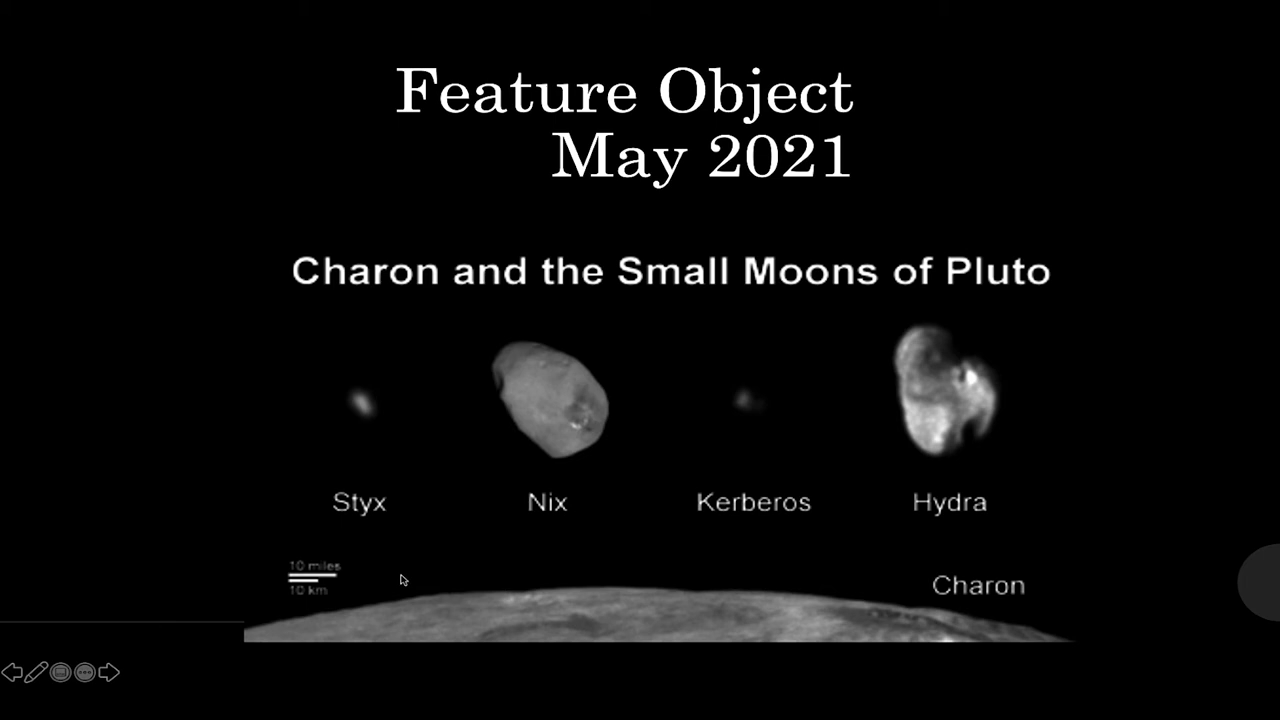 Feature Object
May 2021
Charon and the Small Moons of Pluto
Styx Nix Kerberos Hydra
10 miles
10 km
Charon